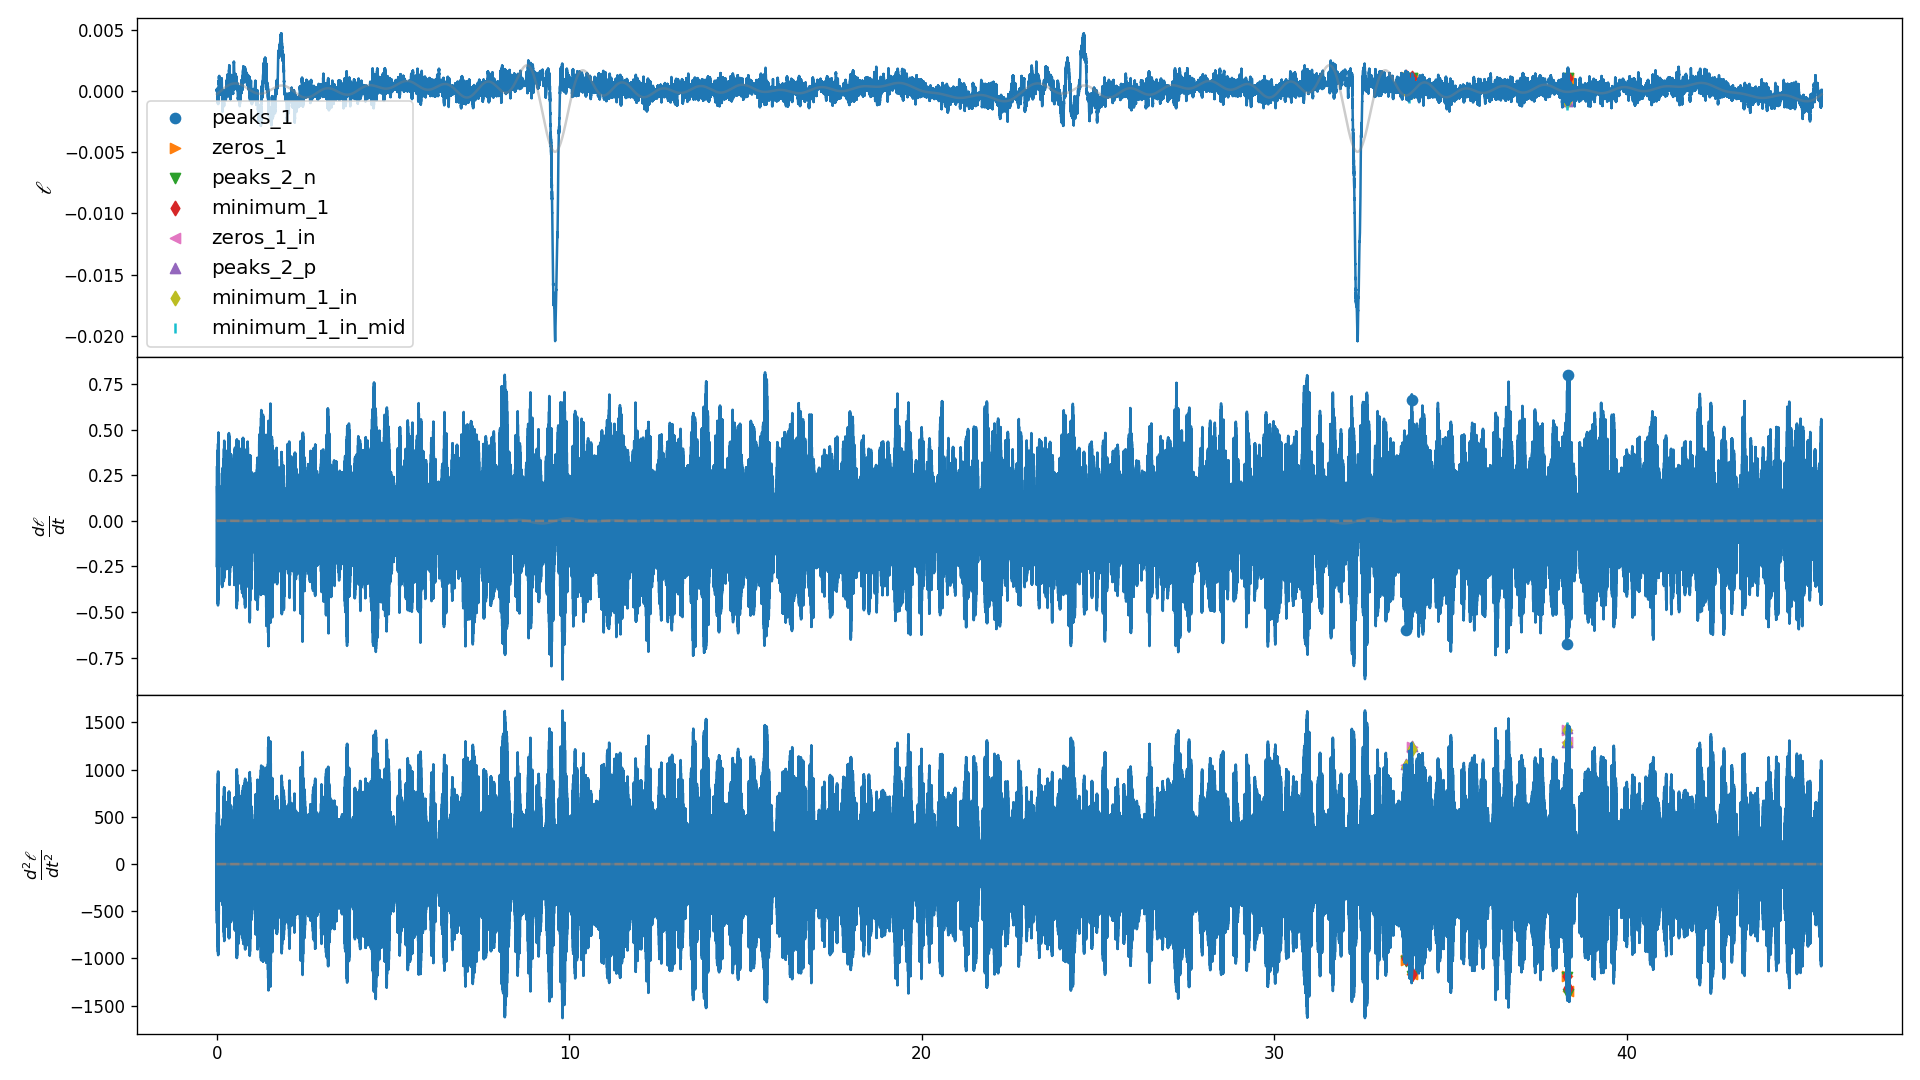 0.005
0.000
−0.005
−0.010
−0.015
−0.020
ℓ
peaks_1
zeros_1
peaks_2_n
minimum_1
zeros_1_in
peaks_2_p
minimum_1_in
minimum_1_in_mid
0.75
0.50
0.25
0.00
−0.25
−0.50
−0.75
dℓ/dt
1500
1000
500
0
−500
−1000
−1500
d²ℓ/dt²
0 10 20 30 40